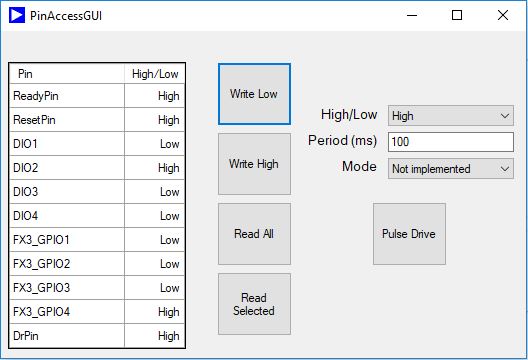 PinAccessGUI
Pin High/Low
ReadyPin High
ResetPin High
DIO1 Low
DIO2 High
DIO3 Low
DIO4 Low
FX3_GPIO1 Low
FX3_GPIO2 Low
FX3_GPIO3 Low
FX3_GPIO4 High
DrPin High
Write Low
Write High
Read All
Read
Selected
High/Low High
Period (ms) 100
Mode Not implemented
Pulse Drive